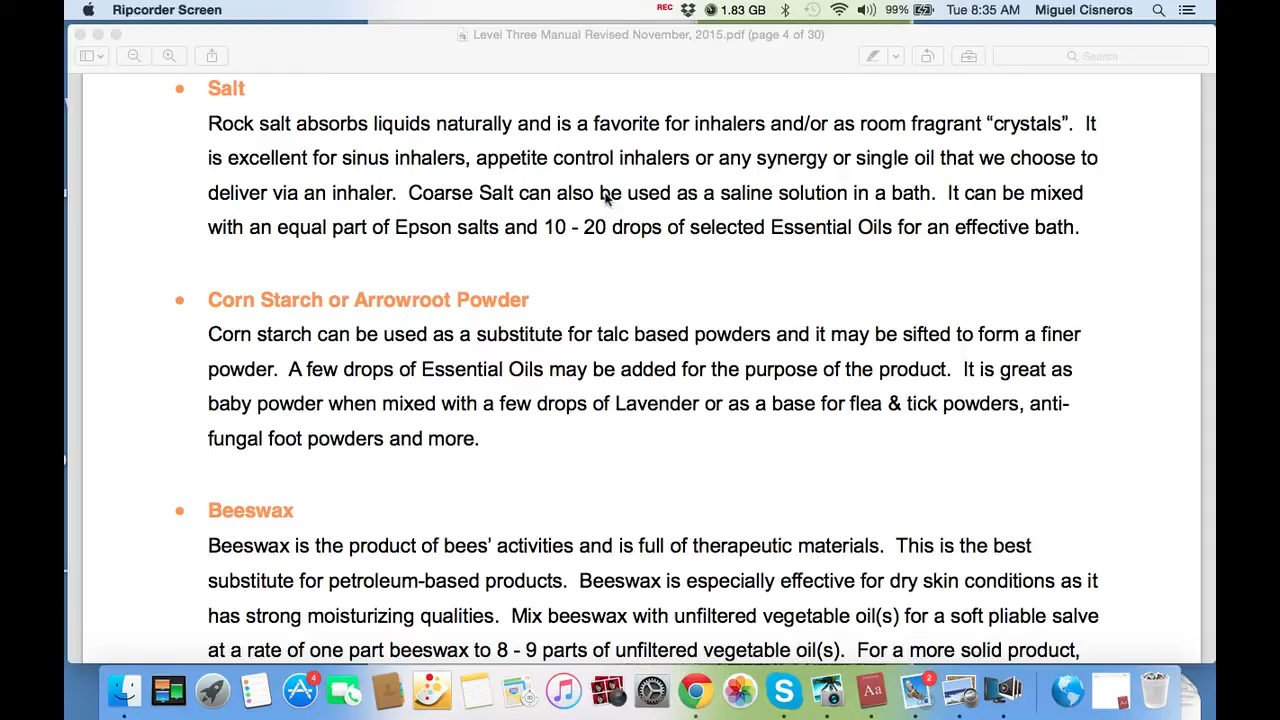 Ripcorder Screen REC 1.83 GB 99% Tue 8:35 AM Miguel Cisneros
Level Three Manual Revised November, 2015.pdf (page 4 of 30)
Search
• Salt
Rock salt absorbs liquids naturally and is a favorite for inhalers and/or as room fragrant “crystals”. It
is excellent for sinus inhalers, appetite control inhalers or any synergy or single oil that we choose to
deliver via an inhaler. Coarse Salt can also be used as a saline solution in a bath. It can be mixed
with an equal part of Epson salts and 10 - 20 drops of selected Essential Oils for an effective bath.
• Corn Starch or Arrowroot Powder
Corn starch can be used as a substitute for talc based powders and it may be sifted to form a finer
powder. A few drops of Essential Oils may be added for the purpose of the product. It is great as
baby powder when mixed with a few drops of Lavender or as a base for flea & tick powders, anti-
fungal foot powders and more.
• Beeswax
Beeswax is the product of bees’ activities and is full of therapeutic materials. This is the best
substitute for petroleum-based products. Beeswax is especially effective for dry skin conditions as it
has strong moisturizing qualities. Mix beeswax with unfiltered vegetable oil(s) for a soft pliable salve
at a rate of one part beeswax to 8 - 9 parts of unfiltered vegetable oil(s). For a more solid product,
4 Aa 2